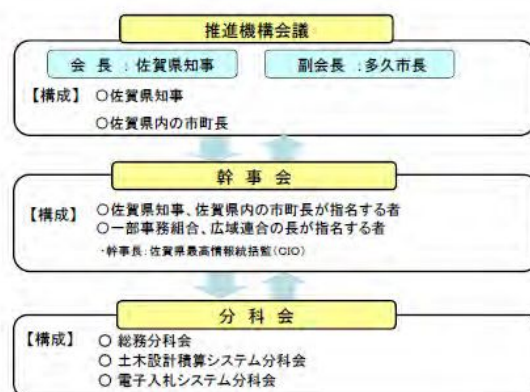 推進機構会議
会 長 : 佐賀県知事
副会長 : 多久市長
【構成】 ○佐賀県知事
○佐賀県内の市町長
幹 事 会
【構成】 ○佐賀県知事、佐賀県内の市町長が指名する者
○一部事務組合、広域連合の長が指名する者
・幹事長:佐賀県最高情報統括監(CIO)
分 科 会
【構成】 ○ 総務分科会
○ 土木設計積算システム分科会
○ 電子入札システム分科会